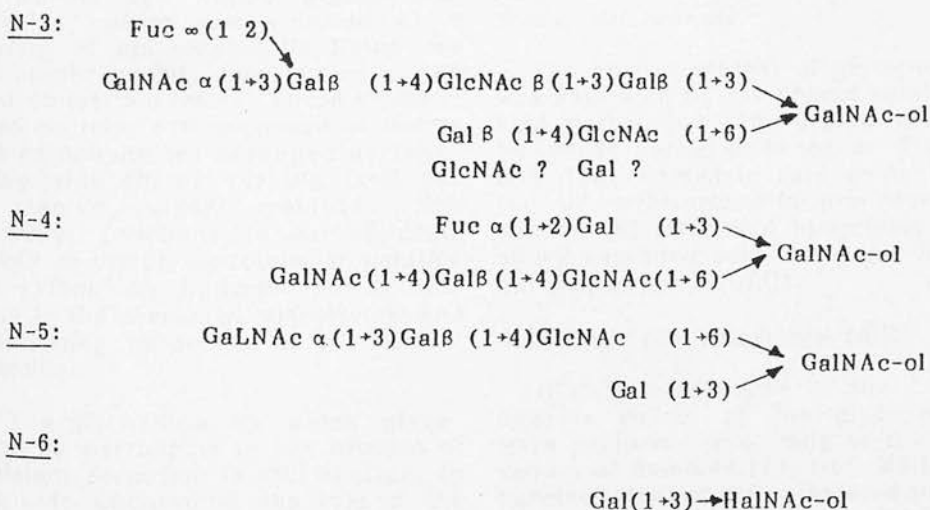 N-3: Fuc ∞ (1 2)
GalNAc α (1→3)Galβ (1→4)GlcNAc β (1→3)Galβ (1→3)
GalNAc-ol
Gal β (1→4)GlcNAc (1→6)
GlcNAc ? Gal ?
N-4: Fuc α(1→2)Gal (1→3)
GalNAc-ol
GalNAc(1→4)Galβ (1→4)GlcNAc(1→6)
N-5: GaLNAc α(1→3)Galβ (1→4)GlcNAc (1→6)
GalNAc-ol
Gal (1→3)
N-6:
Gal(1→3)→HalNAc-ol